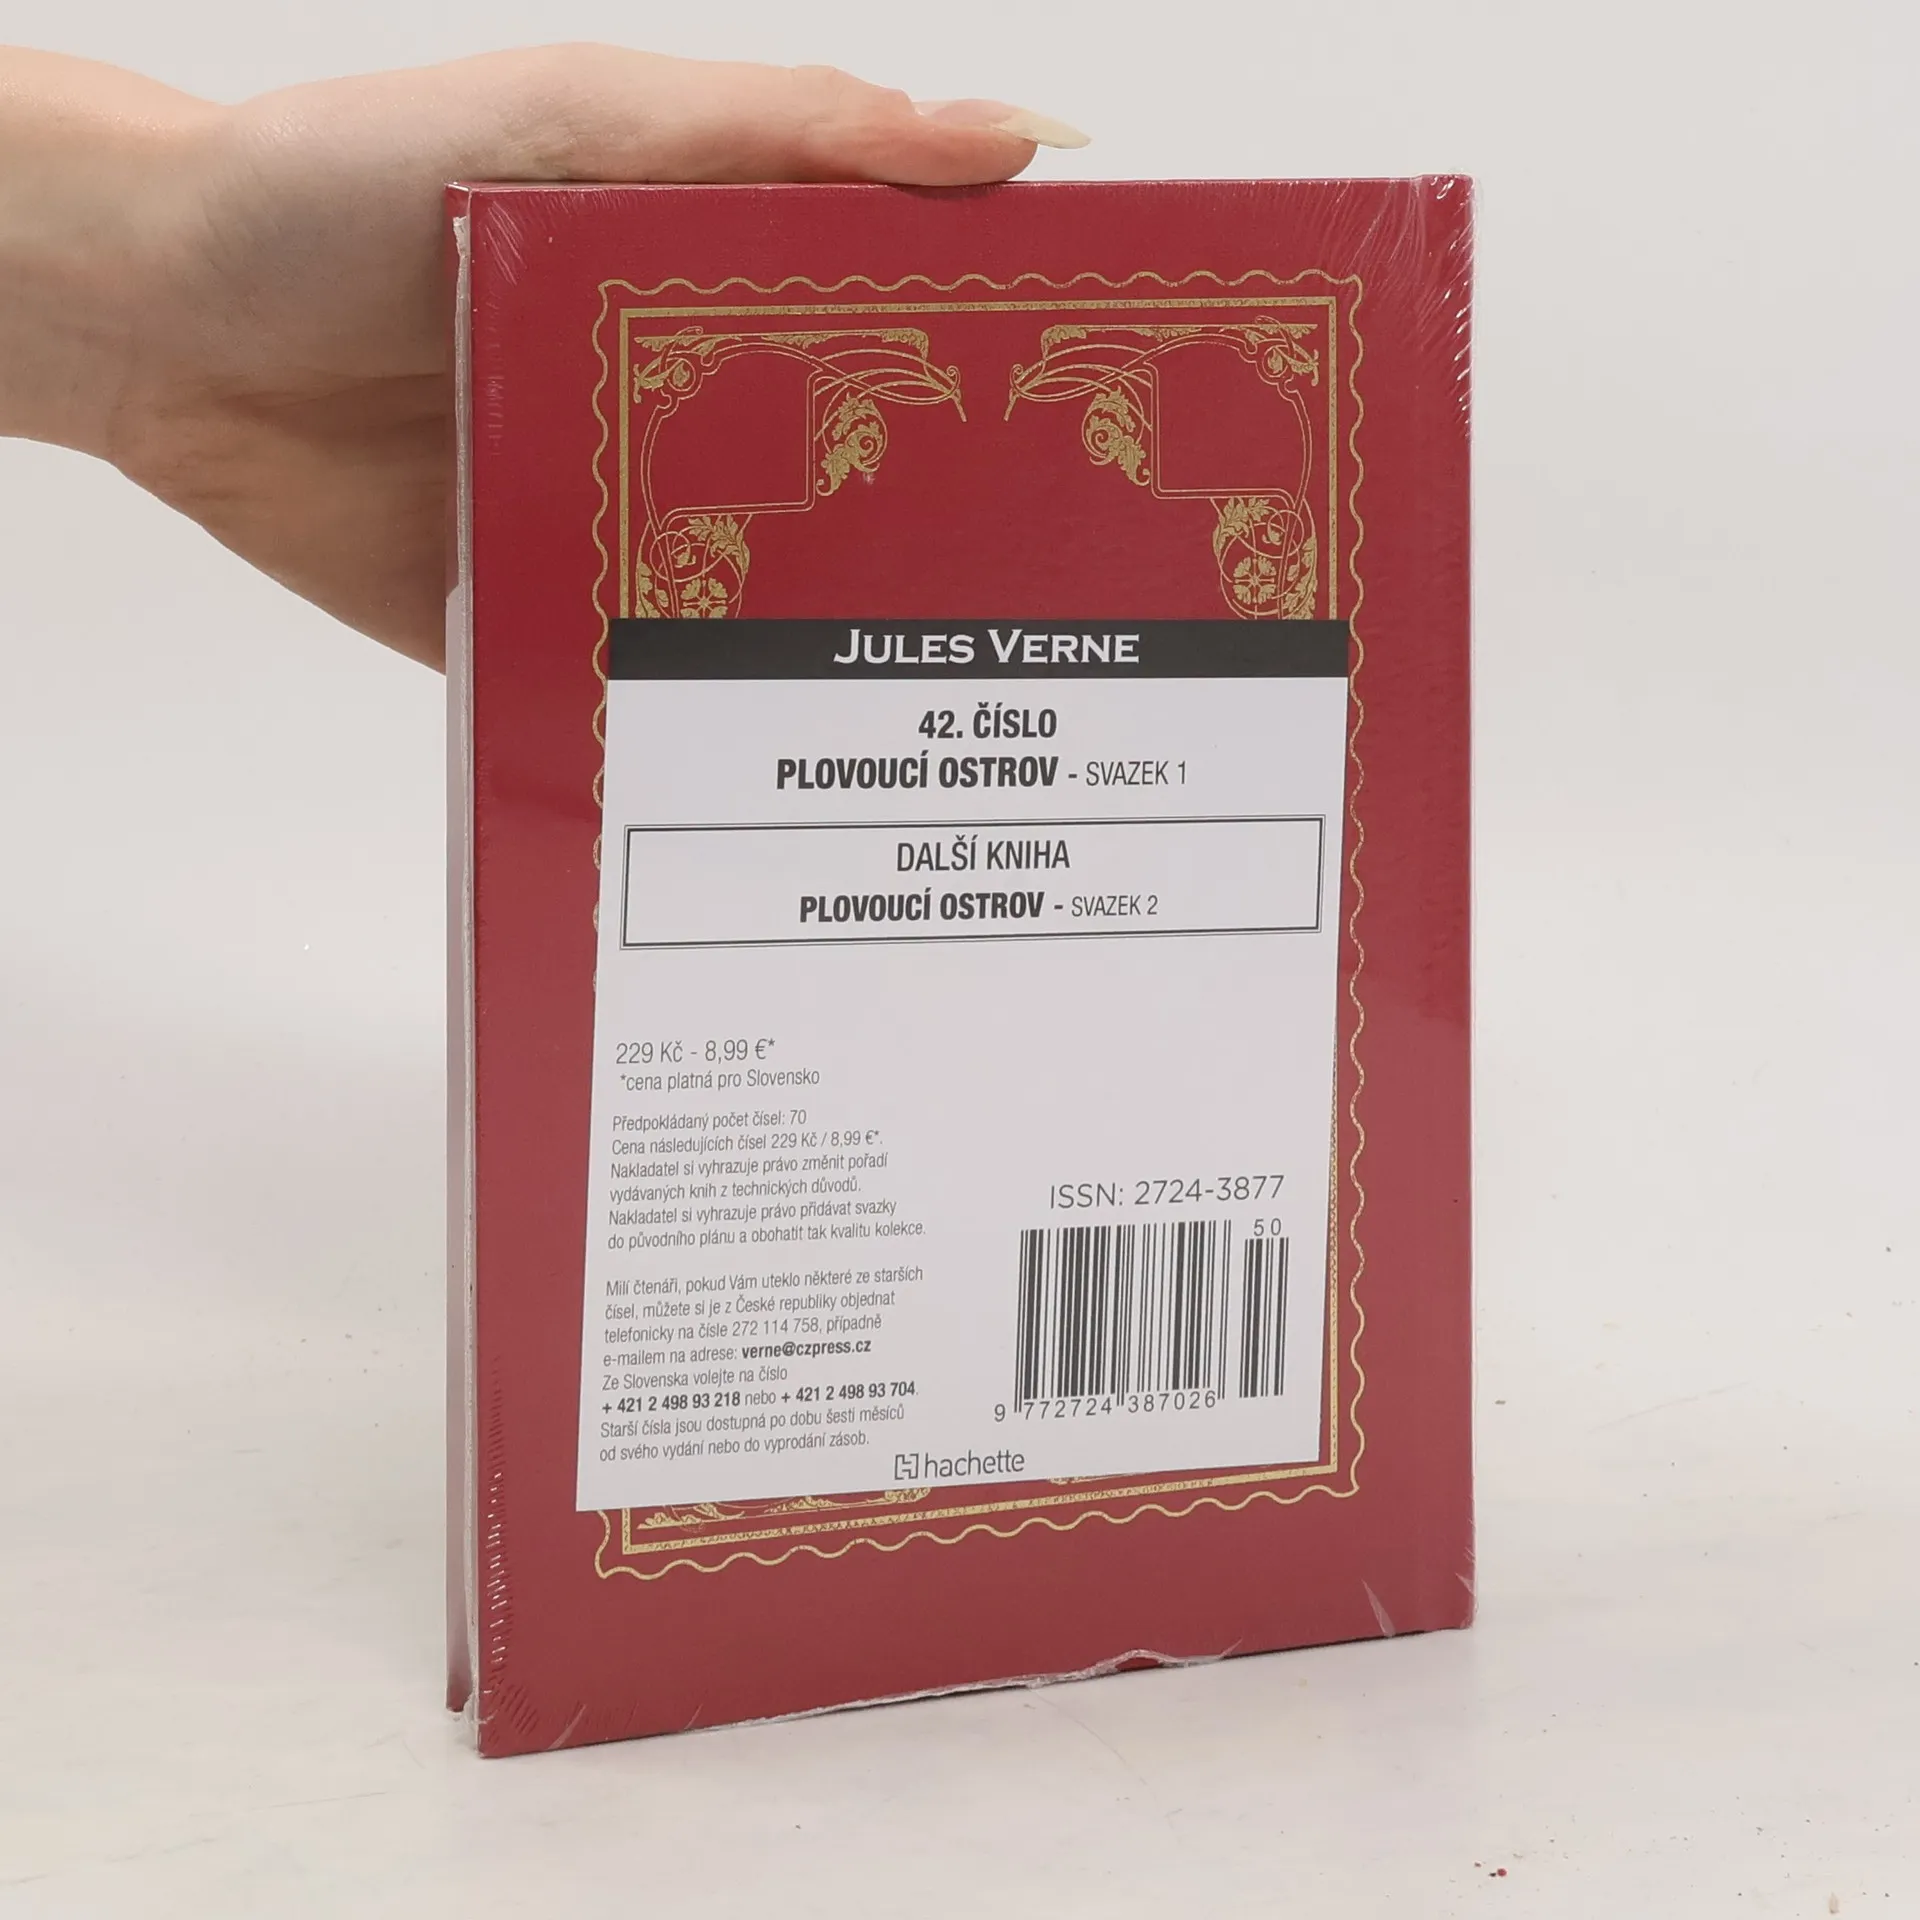 JULES VERNE
42. ČÍSLO
PLOVOUCÍ OSTROV - SVAZEK 1
DALŠÍ KNIHA
PLOVOUCÍ OSTROV - SVAZEK 2
229 Kč - 8,99 €*
*cena platná pro Slovensko
Předpokládaný počet čísel: 70
Cena následujících čísel 229 Kč / 8,99 €*.
Nakladatel si vyhrazuje právo změnit pořadí
vydávaných knih z technických důvodů.
Nakladatel si vyhrazuje právo přidávat svazky
do původního plánu a obohatit tak kvalitu kolekce.
Milí čtenáři, pokud Vám uteklo některé ze starších
čísel, můžete si je z České republiky objednat
telefonicky na čísle 272 114 758, případně
e-mailem na adrese: verne@czpress.cz
Ze Slovenska volejte na číslo
+ 421 2 498 93 218 nebo + 421 2 498 93 704.
Starší čísla jsou dostupná po dobu šesti měsíců
od svého vydání nebo do vyprodání zásob.
ISSN: 2724-3877
50
9 772724 387026
hachette